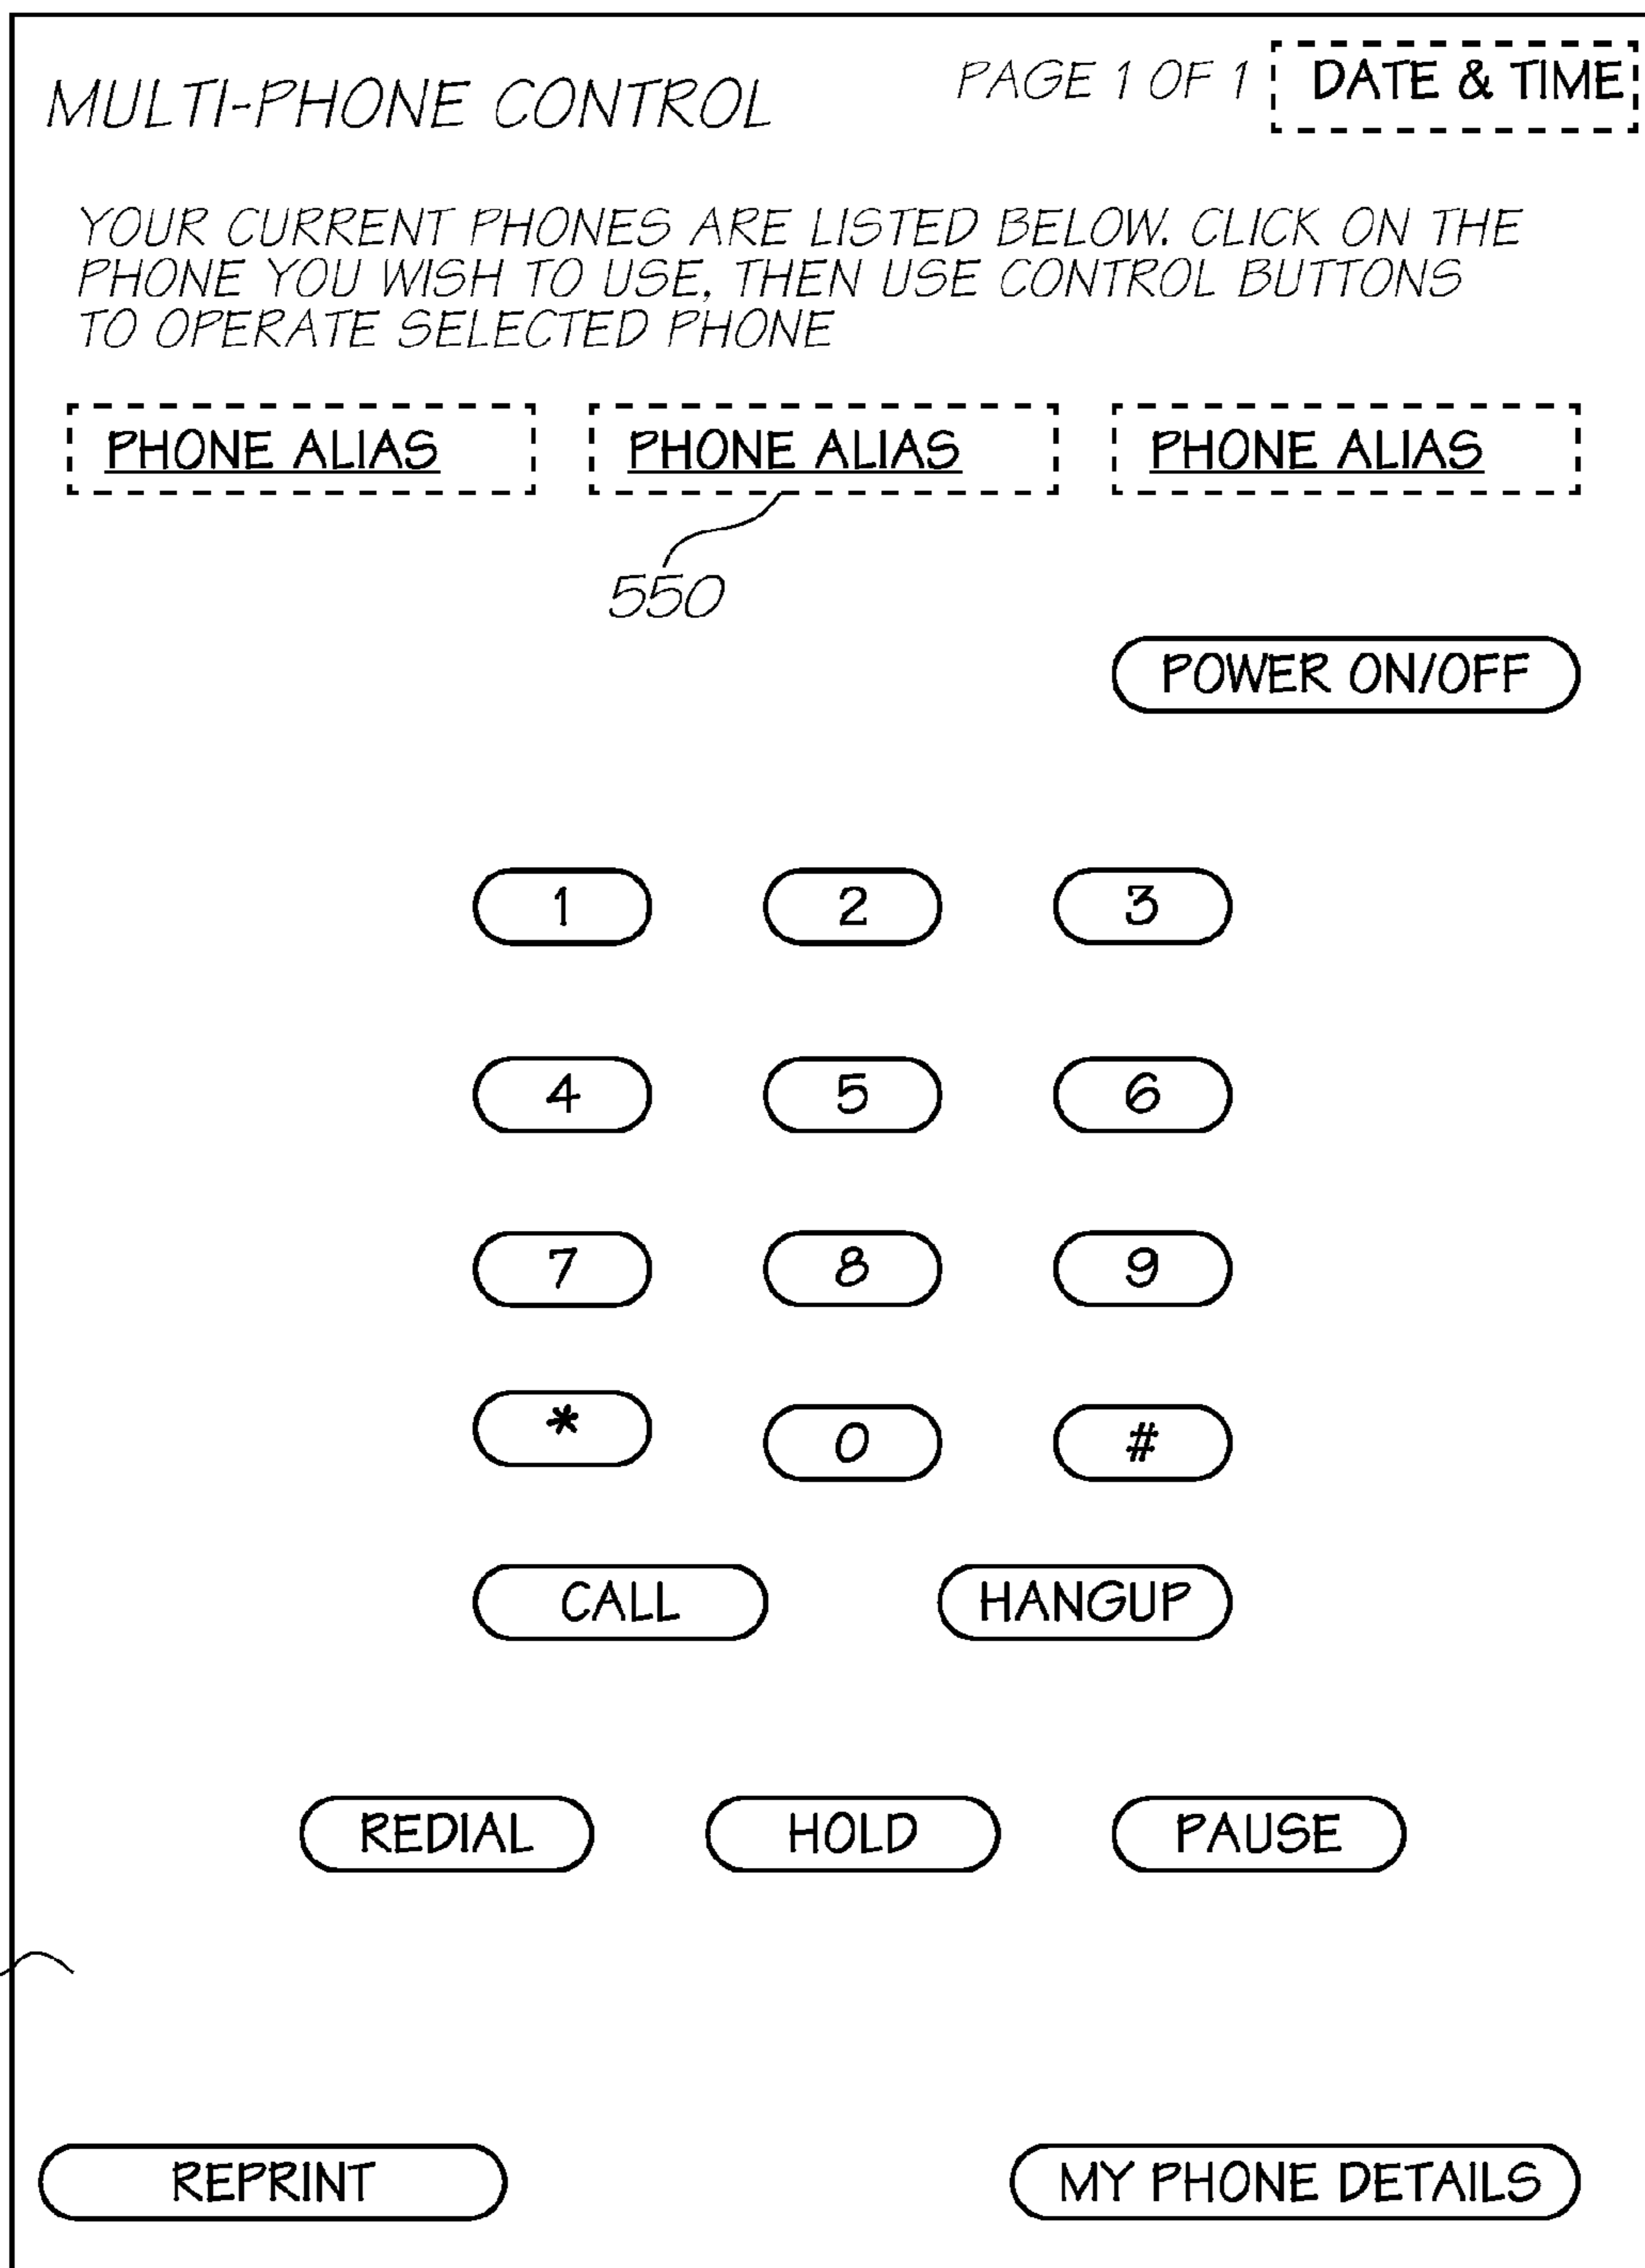 MULTI-PHONE CONTROL
PAGE 1 OF 1
DATE & TIME
YOUR CURRENT PHONES ARE LISTED BELOW. CLICK ON THE
PHONE YOU WISH TO USE, THEN USE CONTROL BUTTONS
TO OPERATE SELECTED PHONE
PHONE ALIAS PHONE ALIAS PHONE ALIAS
550
POWER ON/OFF
1 2 3
4 5 6
7 8 9
* 0 #
CALL HANGUP
REDIAL HOLD PAUSE
REPRINT MY PHONE DETAILS